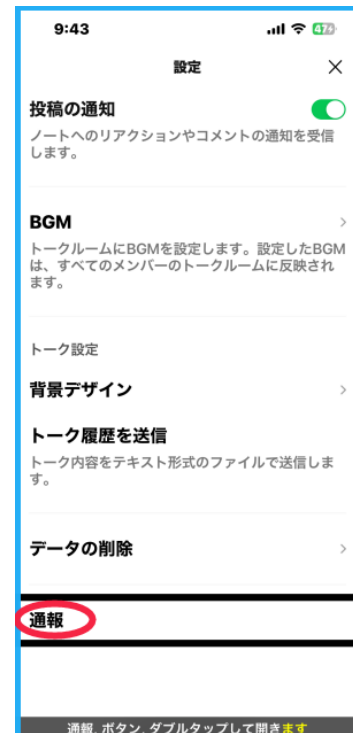 9:43
47
設定
投稿の通知
ノートへのリアクションやコメントの通知を受信
します。
BGM
トークルームにBGMを設定します。設定したBGM
は、すべてのメンバーのトークルームに反映され
ます。
トーク設定
背景デザイン
トーク履歴を送信
トーク内容をテキスト形式のファイルで送信しま
す。
データの削除
通報
通報, ボタン, ダブルタップして開きます